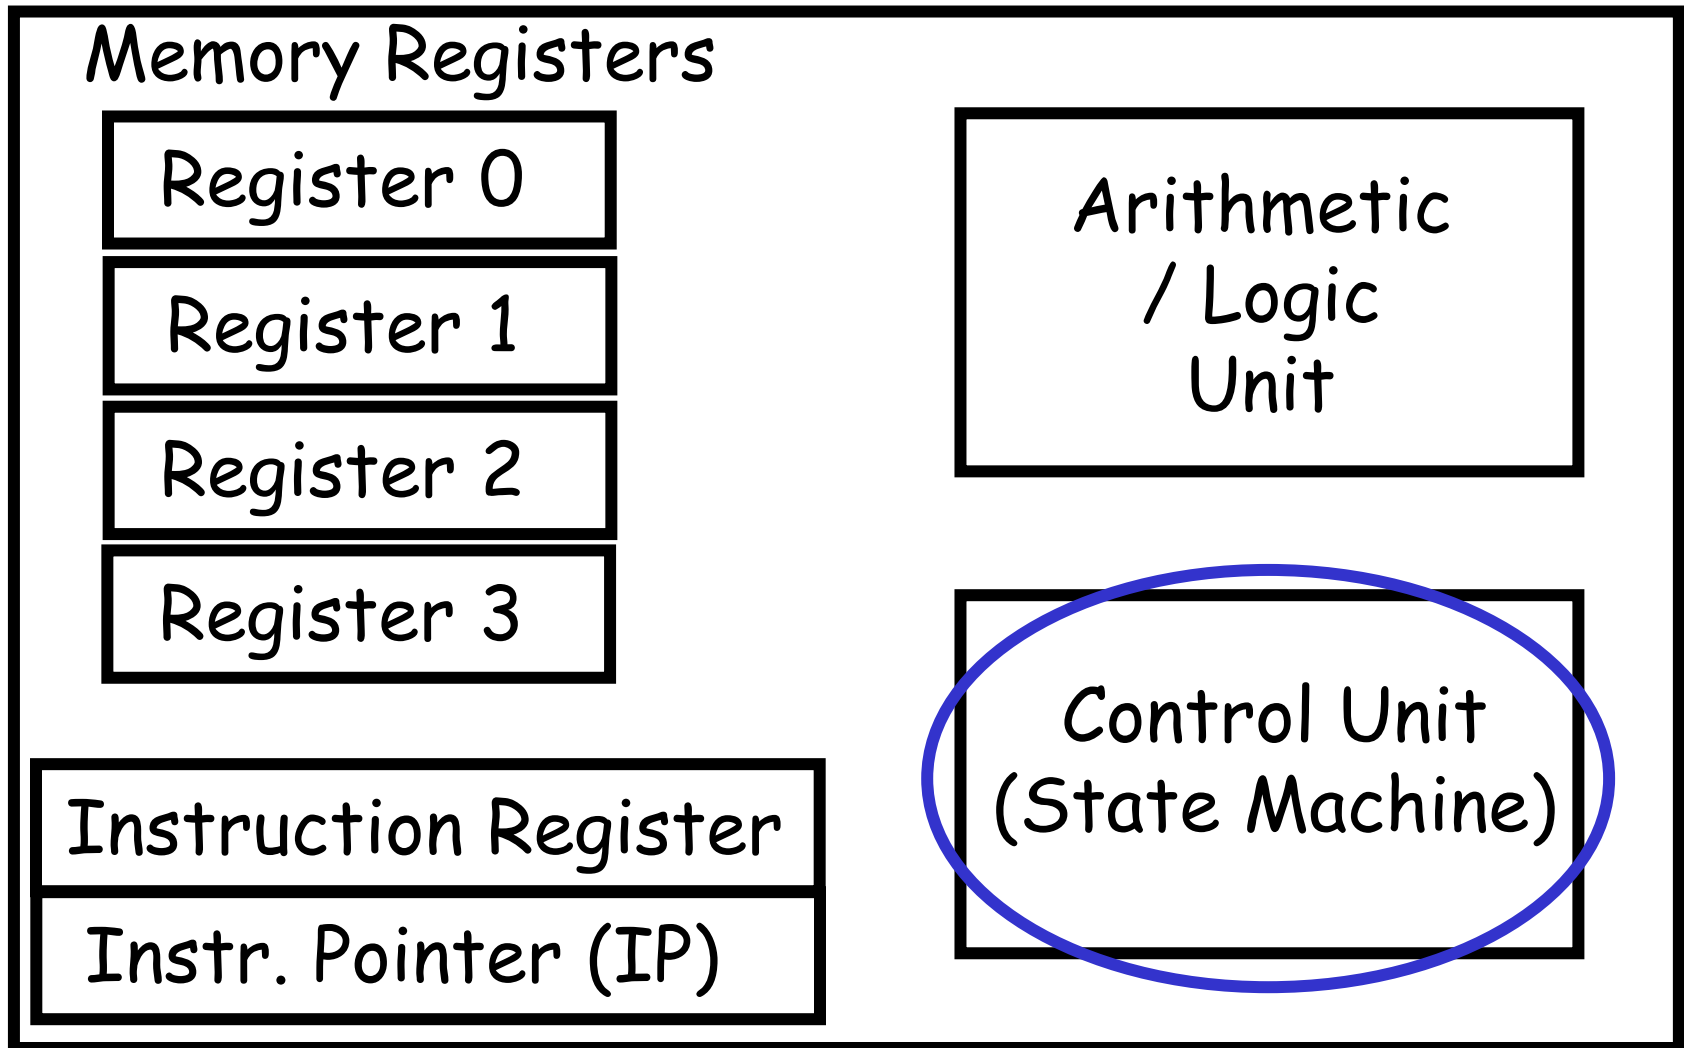 Memory Registers
Register 0
Register 1
Register 2
Register 3
Instruction Register
Instr. Pointer (IP)
Arithmetic
/ Logic
Unit
Control Unit
(State Machine)